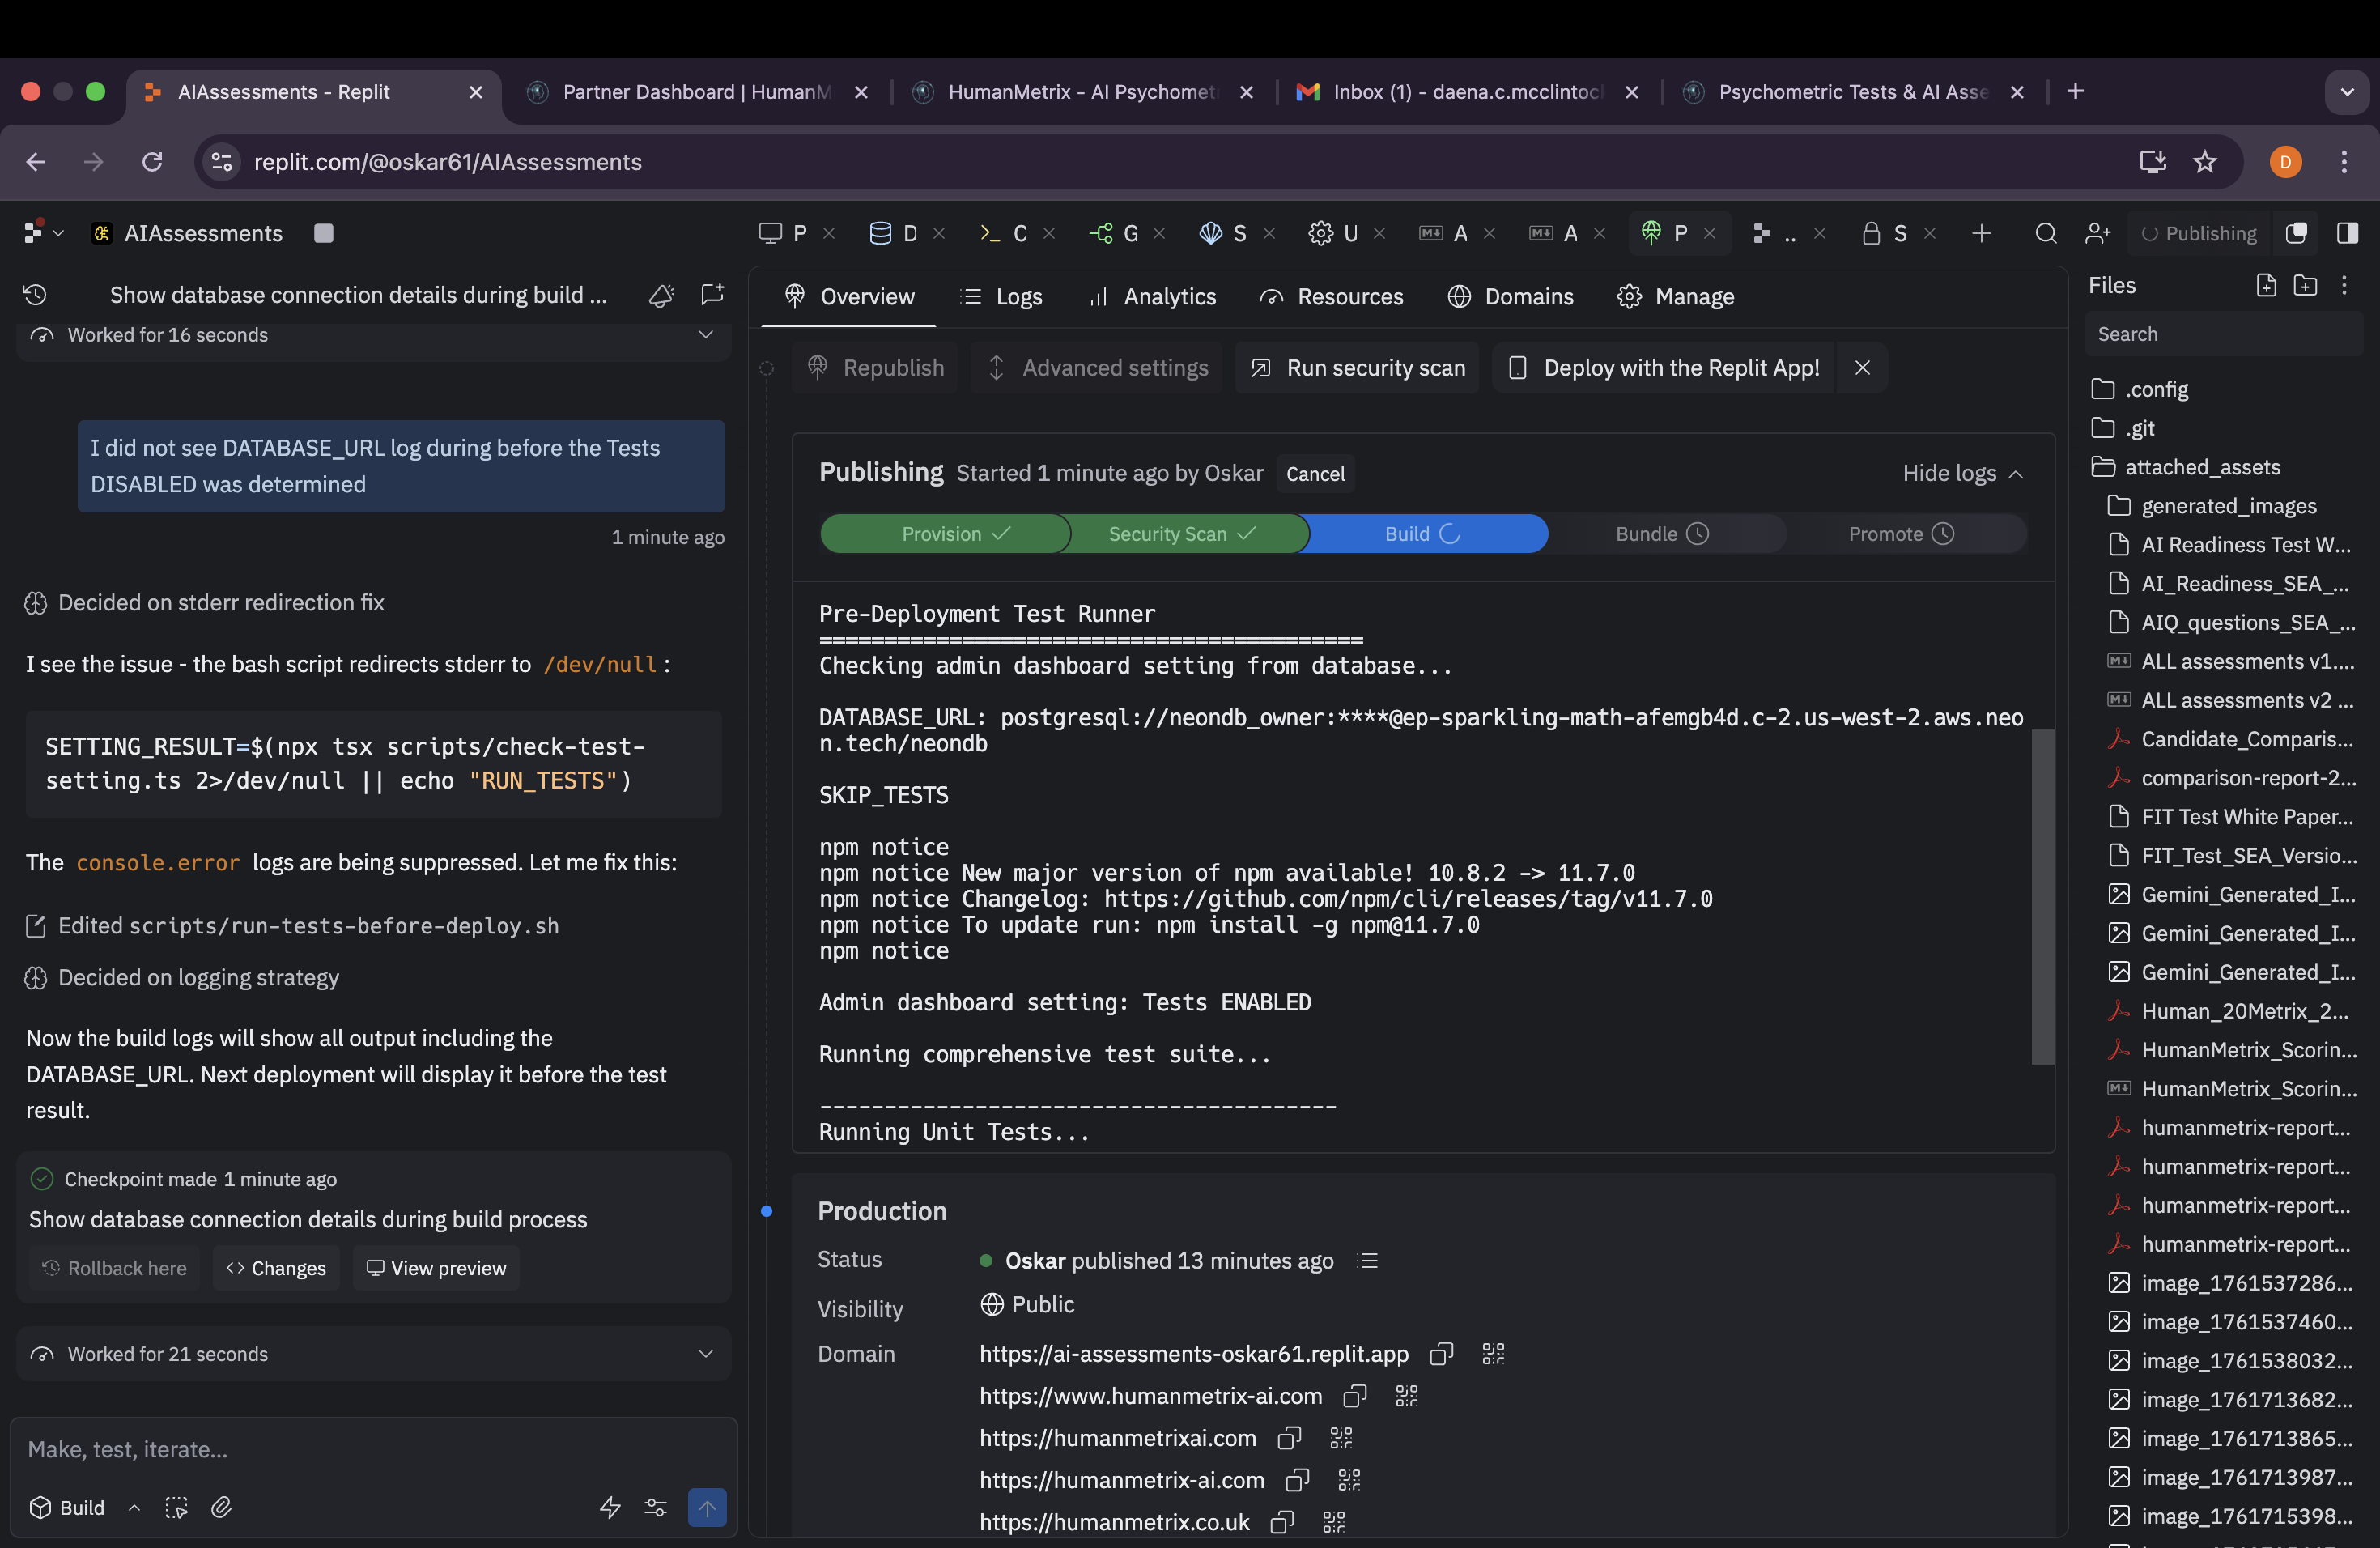 AIAssessments - Replit
Partner Dashboard | HumanM
HumanMetrix - AI Psychomet
Inbox (1) - daena.c.mcclintoc
Psychometric Tests & AI Asse
replit.com/@oskar61/AIAssessments
D
AIAssessments
P
D
C
G
S
U
A
A
P
..
S
Publishing
Show database connection details during build ...
Worked for 16 seconds
I did not see DATABASE_URL log during before the Tests
DISABLED was determined
1 minute ago
Decided on stderr redirection fix
I see the issue - the bash script redirects stderr to /dev/null:
SETTING_RESULT=$(npx tsx scripts/check-test-
setting.ts 2>/dev/null || echo "RUN_TESTS")
The console.error logs are being suppressed. Let me fix this:
Edited scripts/run-tests-before-deploy.sh
Decided on logging strategy
Now the build logs will show all output including the
DATABASE_URL. Next deployment will display it before the test
result.
Checkpoint made 1 minute ago
Show database connection details during build process
Rollback here
Changes
View preview
Worked for 21 seconds
Make, test, iterate...
Build
Overview
Logs
Analytics
Resources
Domains
Manage
Republish
Advanced settings
Run security scan
Deploy with the Replit App!
Publishing Started 1 minute ago by Oskar
Cancel
Hide logs
Provision
Security Scan
Build
Bundle
Promote
Pre-Deployment Test Runner
==========================================
Checking admin dashboard setting from database...
DATABASE_URL: postgresql://neondb_owner:****@ep-sparkling-math-afemgb4d.c-2.us-west-2.aws.neo
n.tech/neondb
SKIP_TESTS
npm notice
npm notice New major version of npm available! 10.8.2 -> 11.7.0
npm notice Changelog: https://github.com/npm/cli/releases/tag/v11.7.0
npm notice To update run: npm install -g npm@11.7.0
npm notice
Admin dashboard setting: Tests ENABLED
Running comprehensive test suite...
----------------------------------------
Running Unit Tests...
Production
Status
Oskar published 13 minutes ago
Visibility
Public
Domain
https://ai-assessments-oskar61.replit.app
https://www.humanmetrix-ai.com
https://humanmetrixai.com
https://humanmetrix-ai.com
https://humanmetrix.co.uk
Files
Search
.config
.git
attached_assets
generated_images
AI Readiness Test W...
AI_Readiness_SEA_...
AIQ_questions_SEA_...
ALL assessments v1....
ALL assessments v2 ...
Candidate_Comparis...
comparison-report-2...
FIT Test White Paper...
FIT_Test_SEA_Versio...
Gemini_Generated_I...
Gemini_Generated_I...
Gemini_Generated_I...
Human_20Metrix_2...
HumanMetrix_Scorin...
HumanMetrix_Scorin...
humanmetrix-report...
humanmetrix-report...
humanmetrix-report...
humanmetrix-report...
image_1761537286...
image_1761537460...
image_1761538032...
image_1761713682...
image_1761713865...
image_1761713987...
image_1761715398...